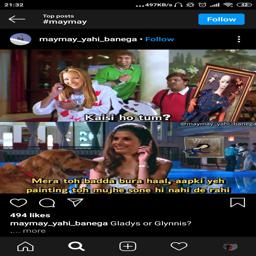 21:32
...497KB/s
Top posts
#maymay
Follow
maymay_yahi_banega • Follow
Kaisi ho tum?
@maymay_yahi_banega
Mera toh badda bura haal, aapki yeh
painting toh mujhe sone hi nahi de rahi
494 likes
maymay_yahi_banega Gladys or Glynnis?
... more